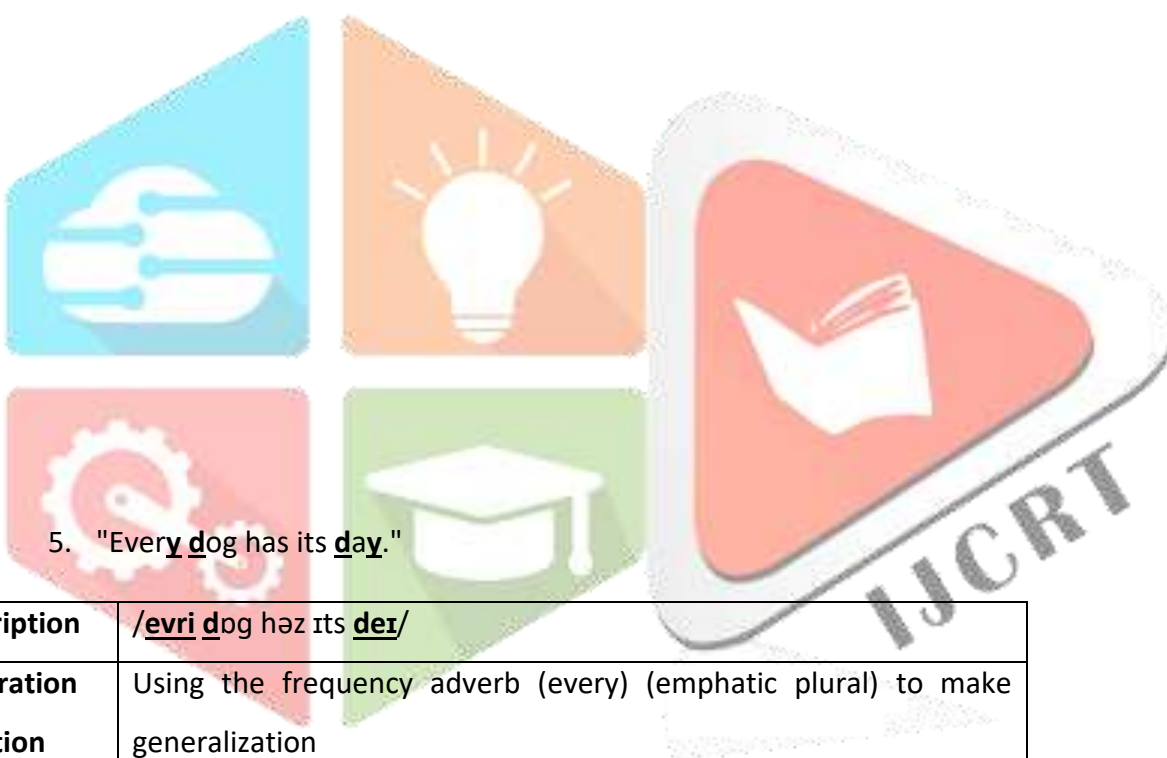 5. "Every dog has its day."
ription /evri dɒg həz ɪts deɪ/
ration Using the frequency adverb (every) (emphatic plural) to make
tion generalization
IJCRT